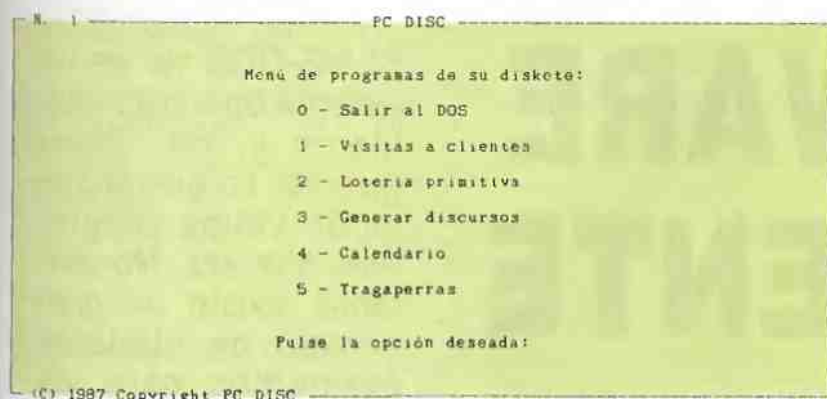 N. 1 PC DISC
Menú de programas de su diskete:
0 - Salir al DOS
1 - Visitas a clientes
2 - Loteria primitiva
3 - Generar discursos
4 - Calendario
5 - Tragaperras
Pulse la opción deseada:
(C) 1987 Copyright PC DISC